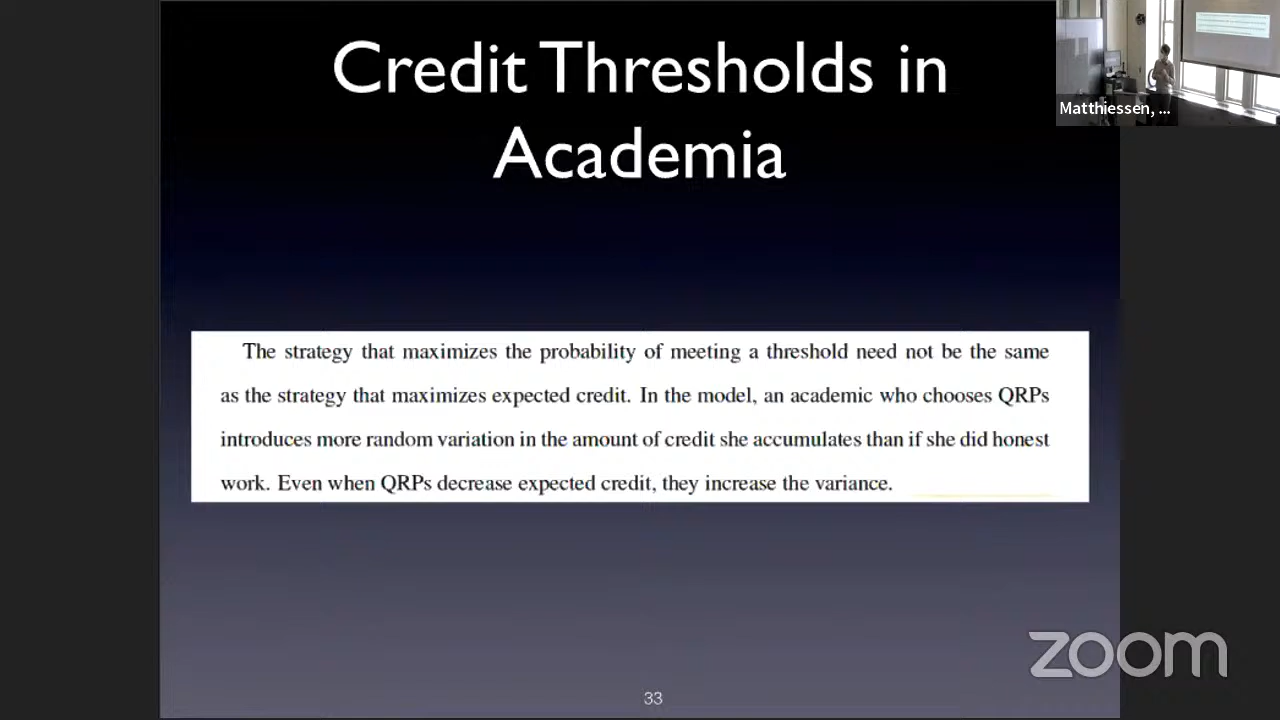 Credit Thresholds in
Academia
Matthiessen, ...
The strategy that maximizes the probability of meeting a threshold need not be the same
as the strategy that maximizes expected credit. In the model, an academic who chooses QRPs
introduces more random variation in the amount of credit she accumulates than if she did honest
work. Even when QRPs decrease expected credit, they increase the variance.
zoom
33